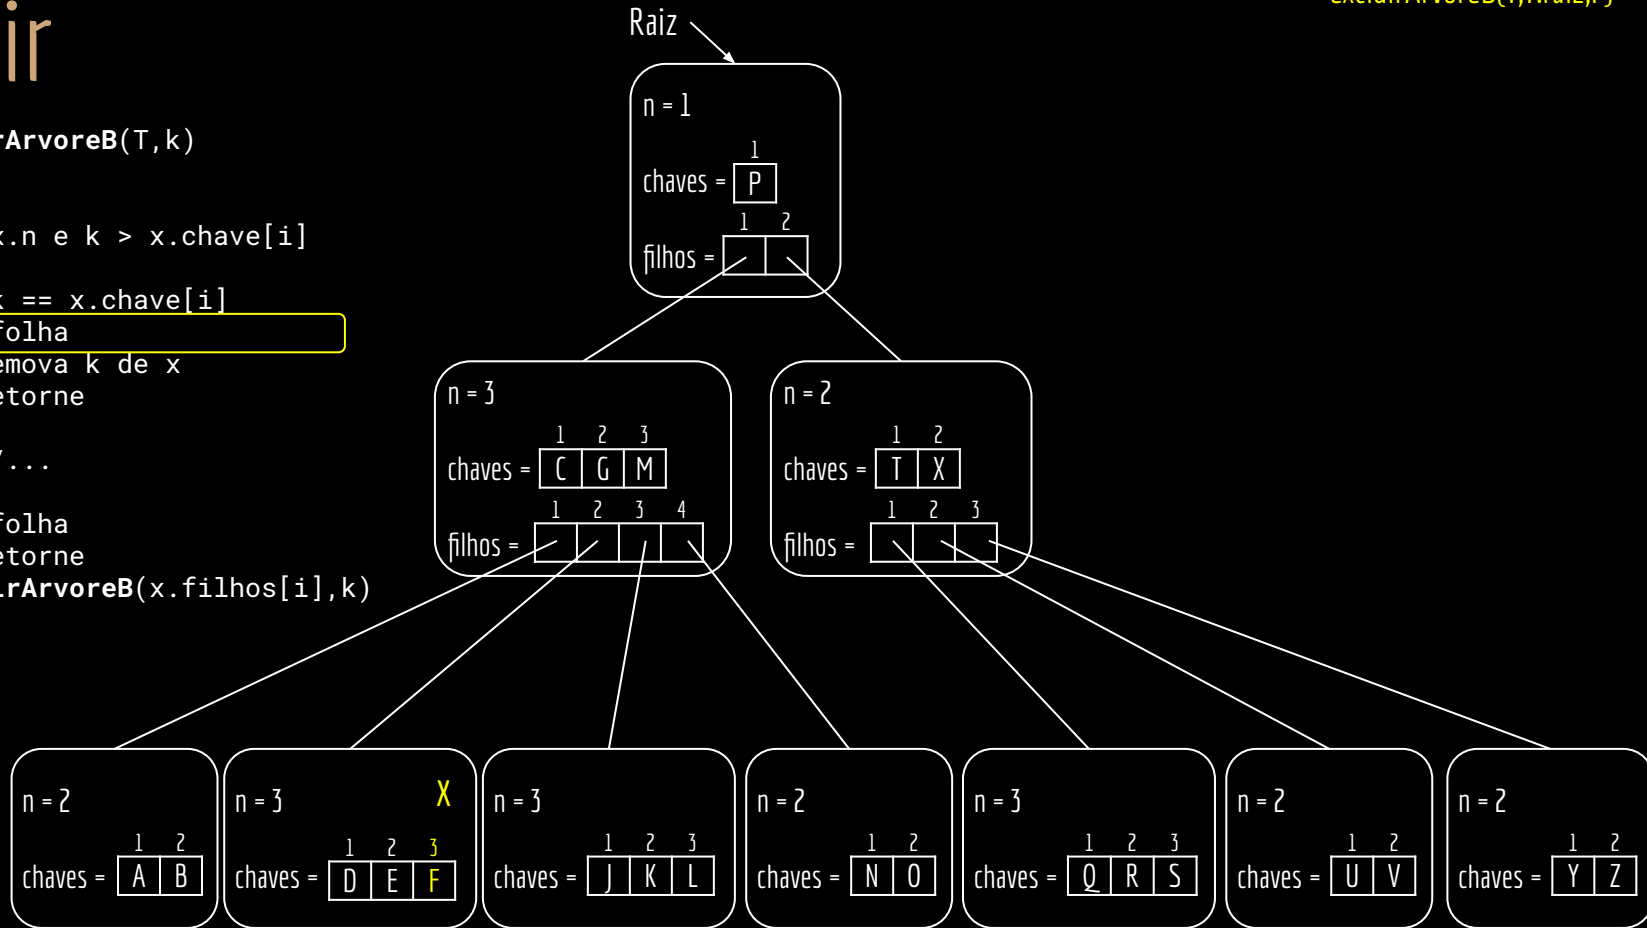 ir
Raiz
rArvoreB(T,k)
x.n e k > x.chave[i]
k == x.chave[i]
folha
emova k de x
etorne
/...
folha
etorne
irArvoreB(x.filhos[i],k)
n = 1
1
chaves = P
1 2
filhos =
n = 3
1 2 3
chaves = C G M
1 2 3 4
filhos =
n = 2
1 2
chaves = T X
1 2 3
filhos =
n = 2
1 2
chaves = A B
n = 3 X
1 2 3
chaves = D E F
n = 3
1 2 3
chaves = J K L
n = 2
1 2
chaves = N O
n = 3
1 2 3
chaves = Q R S
n = 2
1 2
chaves = U V
n = 2
1 2
chaves = Y Z